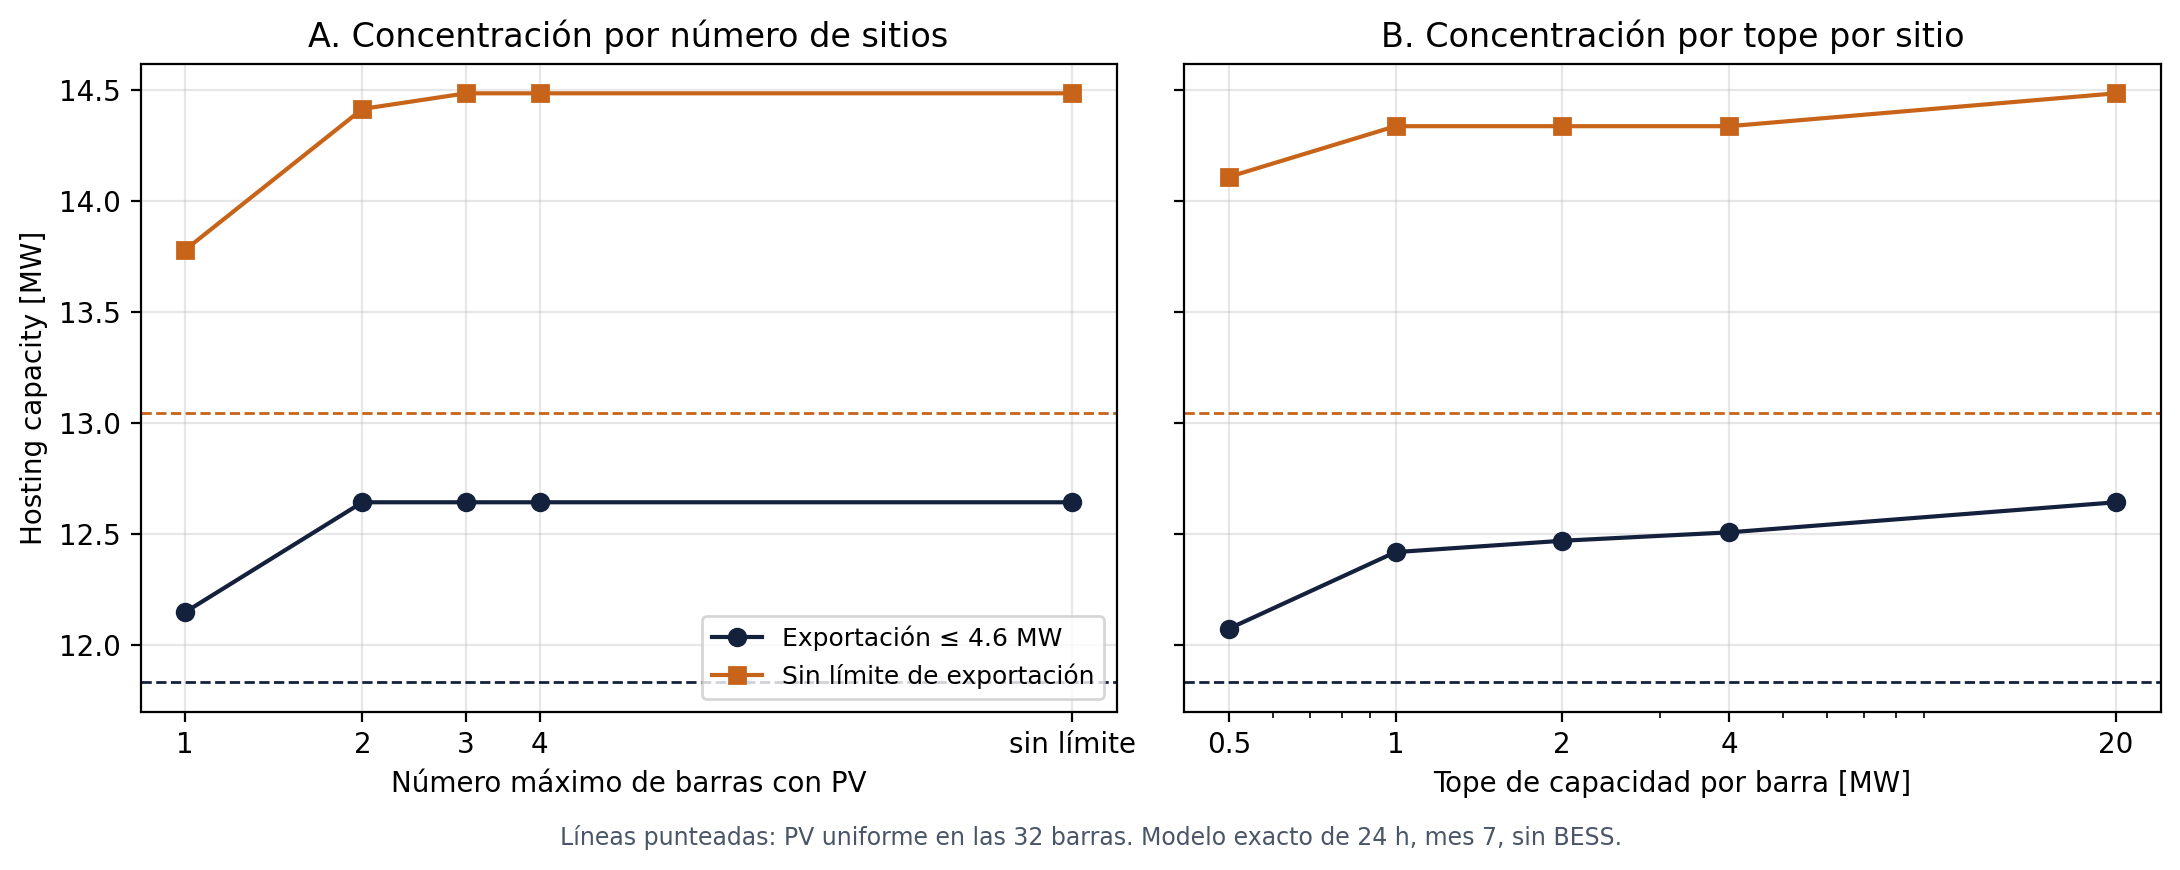 A. Concentración por número de sitios
B. Concentración por tope por sitio
Hosting capacity [MW]
14.5
14.0
13.5
13.0
12.5
12.0
Exportación ≤ 4.6 MW
Sin límite de exportación
1 2 3 4 sin límite
0.5 1 2 4 20
Número máximo de barras con PV
Tope de capacidad por barra [MW]
Líneas punteadas: PV uniforme en las 32 barras. Modelo exacto de 24 h, mes 7, sin BESS.